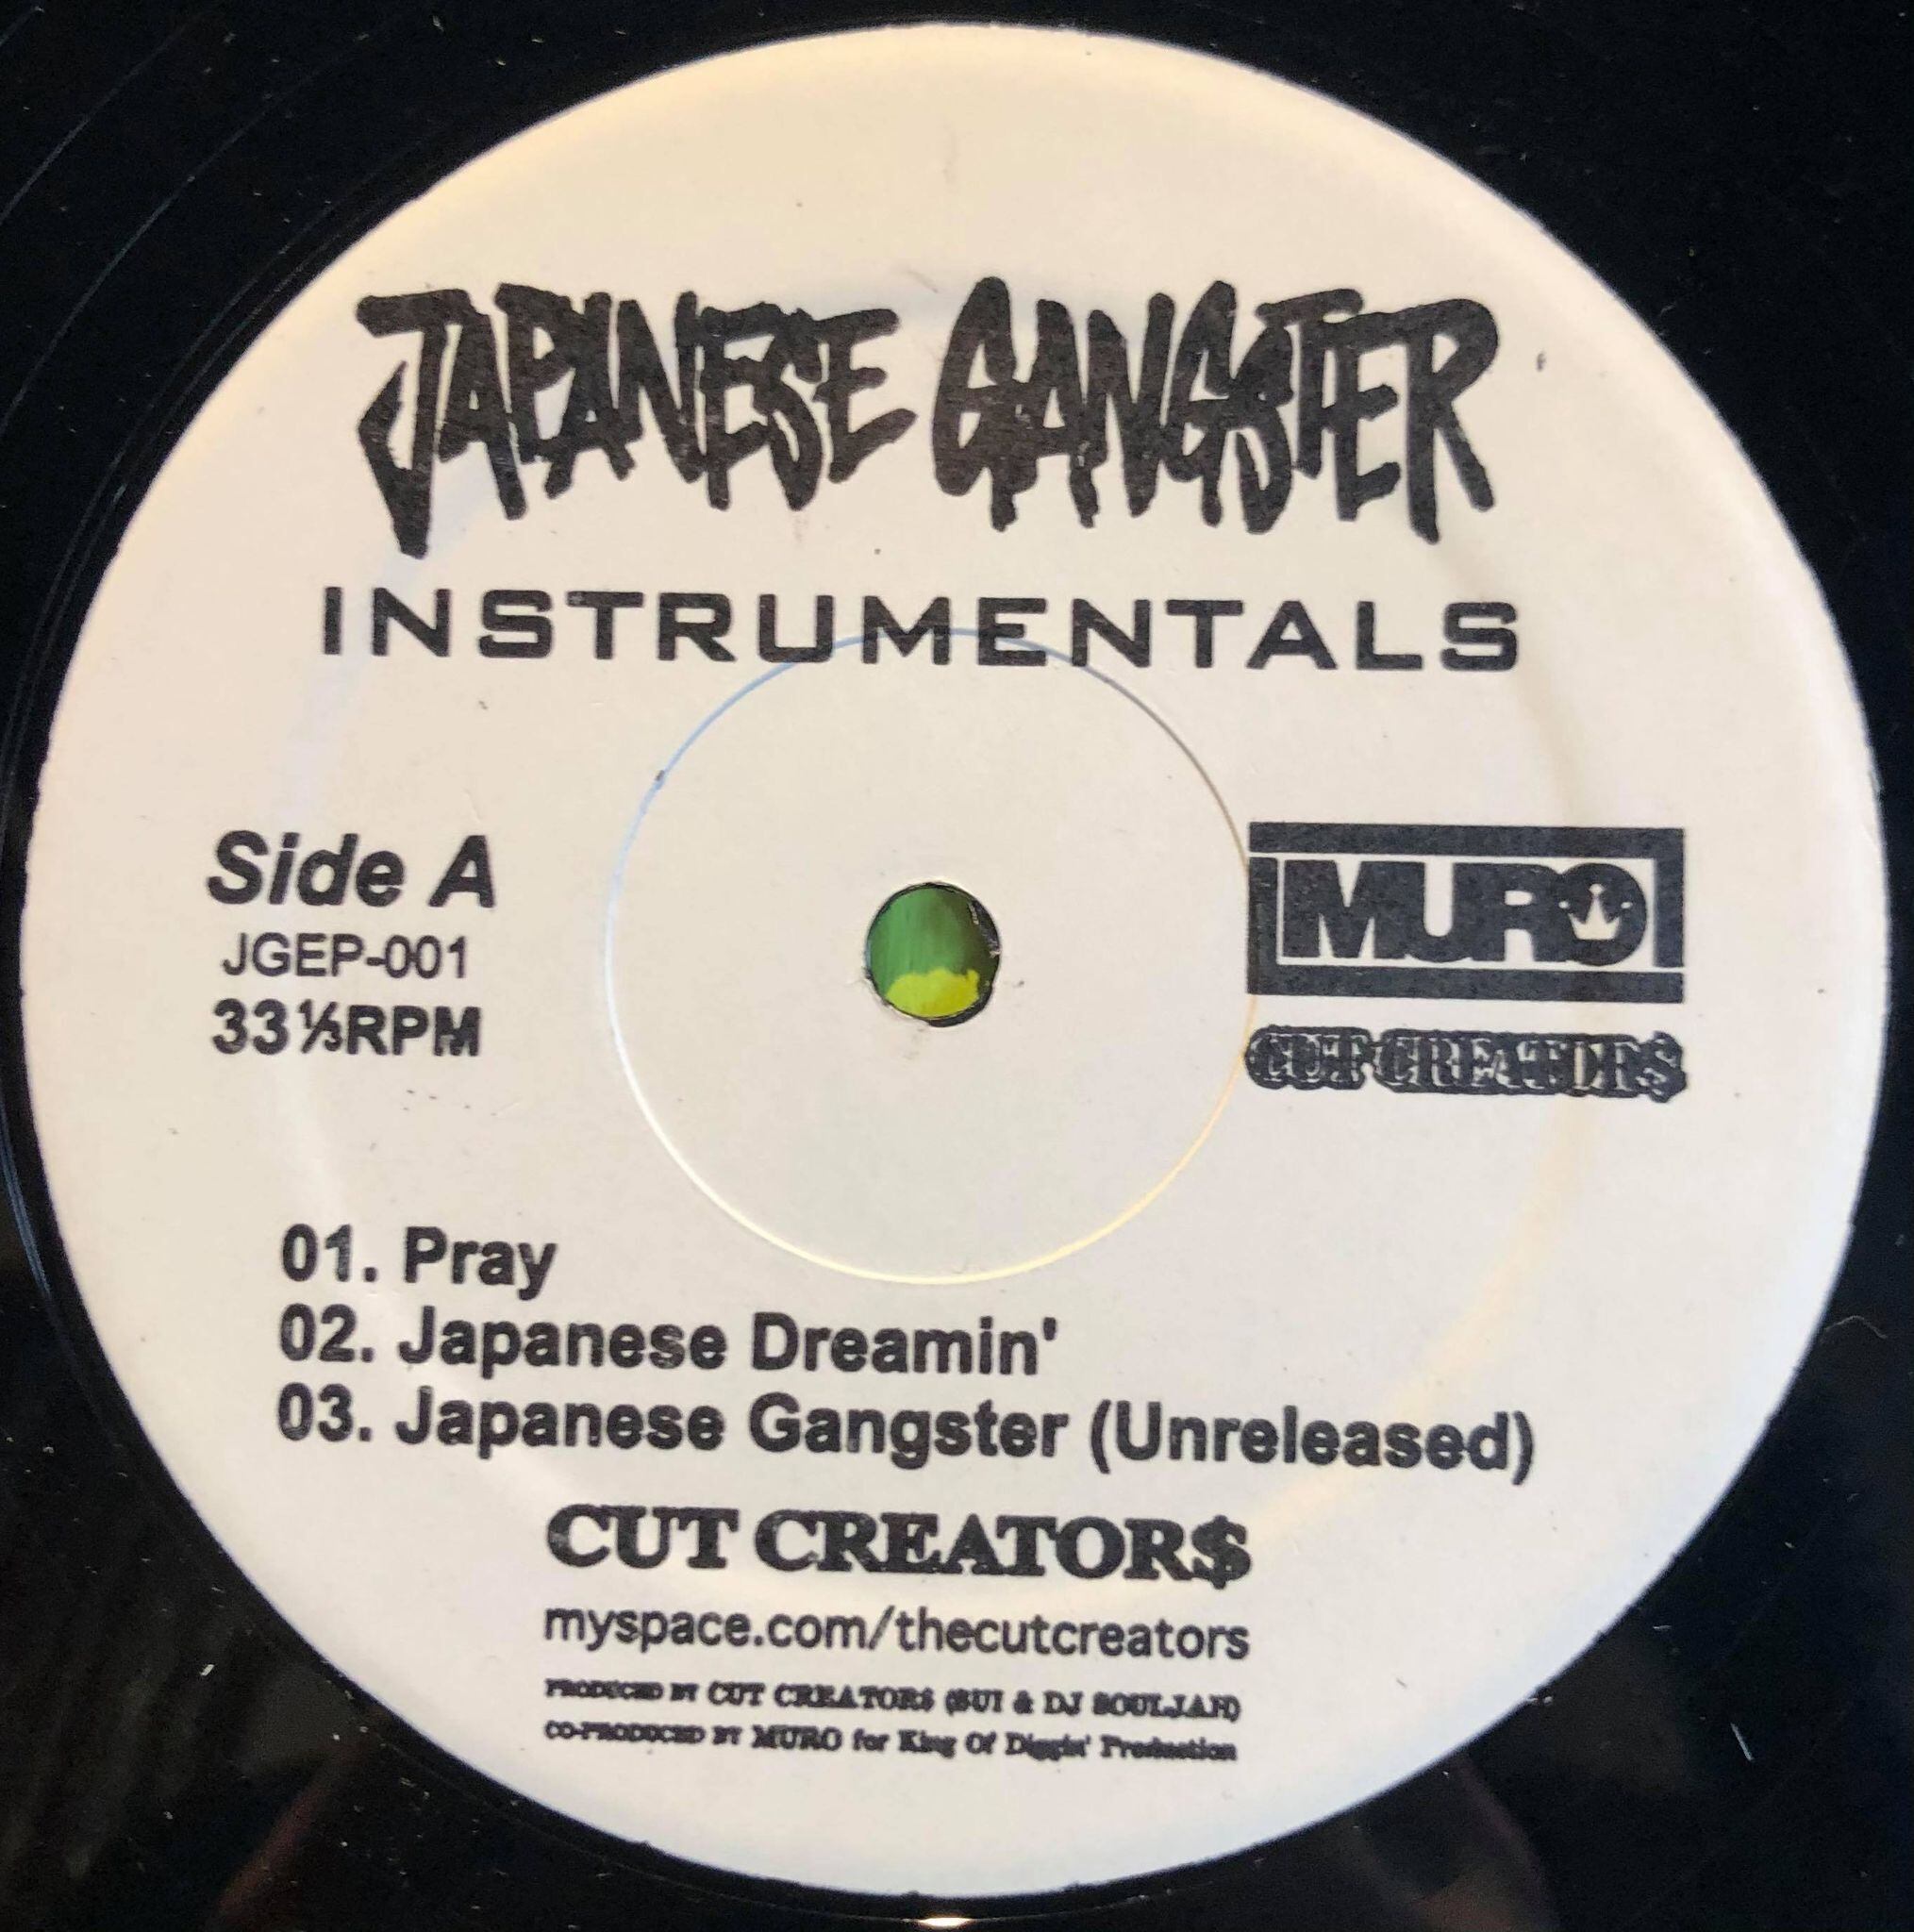 JAPANESE GANGSTER
INSTRUMENTALS
Side A
JGEP-001
33⅓RPM
MURO
CUT CREATOR$
01. Pray
02. Japanese Dreamin'
03. Japanese Gangster (Unreleased)
CUT CREATOR$
myspace.com/thecutcreators
PRODUCED BY CUT CREATOR$ (BUI & DJ SOULJAH)
CO-PRODUCED BY MURO for King Of Diggin' Production